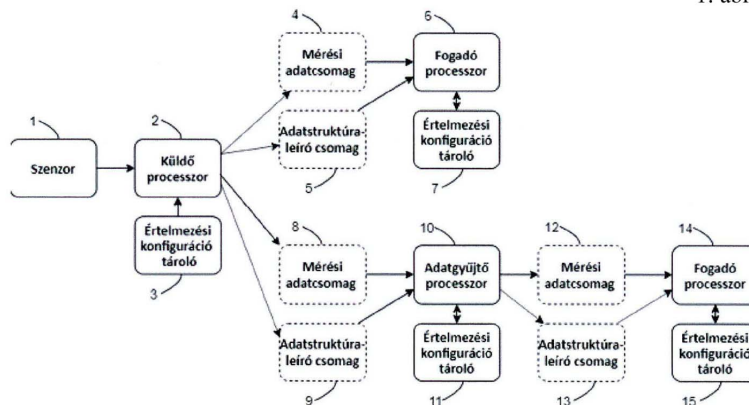 1. áb
4
6
Mérési
adatcsomag
Fogadó
processzor
1
2
Szenzor
Küldő
processzor
Adatstruktúra-
leíró csomag
Értelmezési
konfiguráció
tároló
5
7
Értelmezési
konfiguráció
tároló
3
8
10
12
14
Mérési
adatcsomag
Adatgyűjtő
processzor
Mérési
adatcsomag
Fogadó
processzor
Adatstruktúra-
leíró csomag
Értelmezési
konfiguráció
tároló
Adatstruktúra-
leíró csomag
Értelmezési
konfiguráció
tároló
9
11
13
15